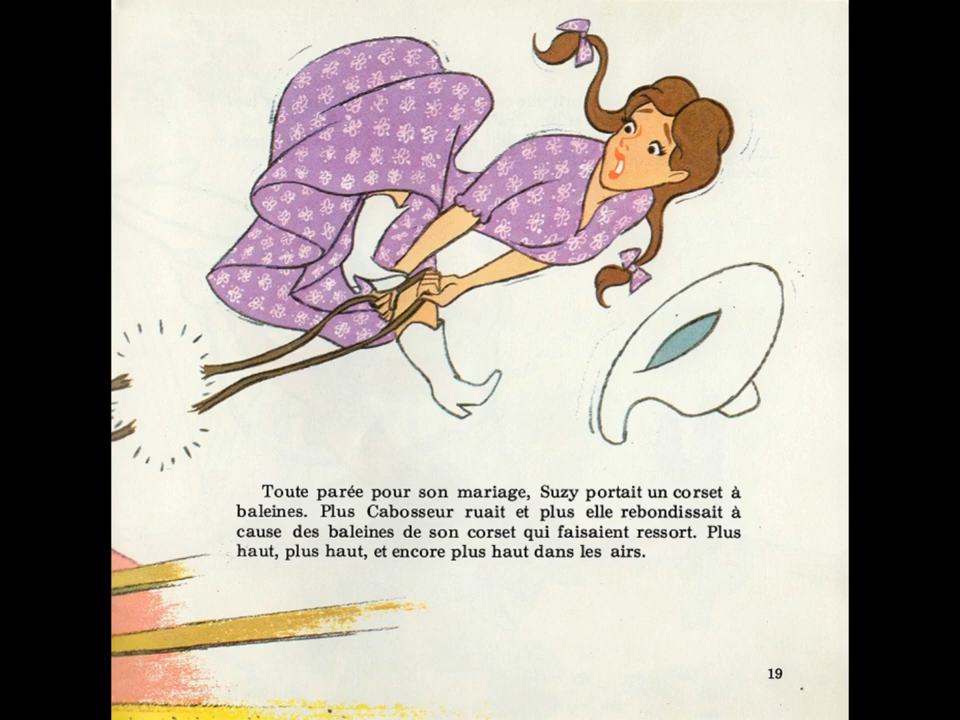 Toute parée pour son mariage, Suzy portait un corset à
baleines. Plus Cabosseur ruait et plus elle rebondissait à
cause des baleines de son corset qui faisaient ressort. Plus
haut, plus haut, et encore plus haut dans les airs.
19